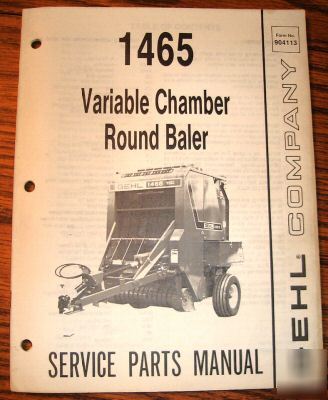 Form No.
904113
1465
Variable Chamber
Round Baler
GEHL 1465
GEHL COMPANY
SERVICE PARTS MANUAL